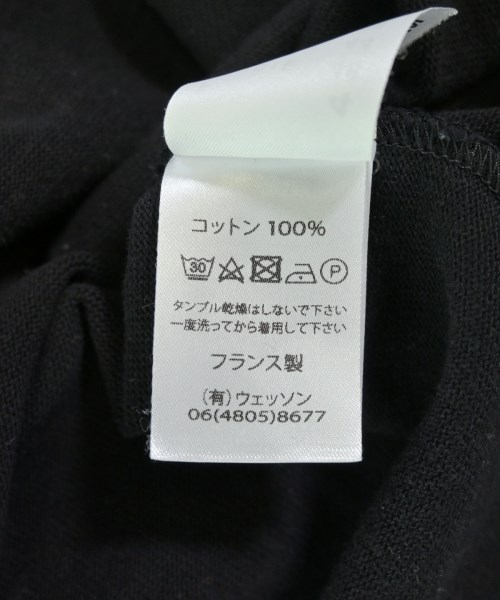 コットン 100%
30 P
タンブル乾燥はしないで下さい
一度洗ってから着用して下さい
フランス製
(有)ウェッソン
06(4805)8677